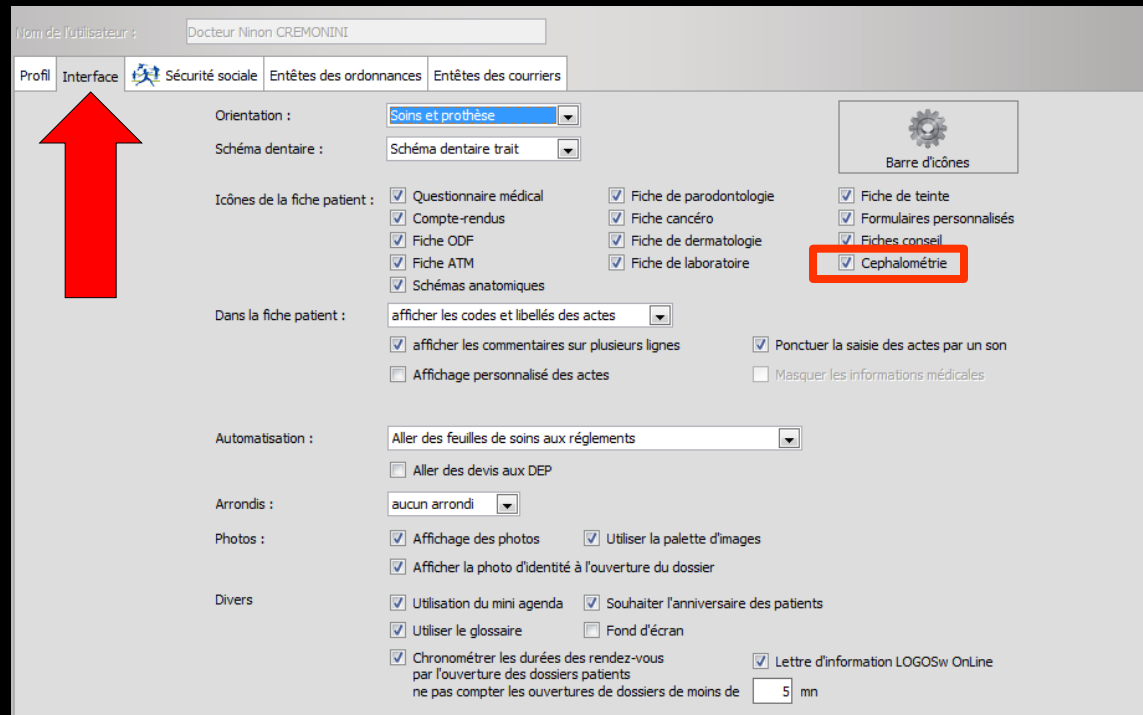 Nom de l'utilisateur : Docteur Ninon CREMONINI
Profil Interface Sécurité sociale Entêtes des ordonnances Entêtes des courriers
Orientation : Soins et prothèse
Schéma dentaire : Schéma dentaire trait
Barre d'icônes
Icônes de la fiche patient : Questionnaire médical Fiche de parodontologie Fiche de teinte
Compte-rendus Fiche cancéro Formulaires personnalisés
Fiche ODF Fiche de dermatologie Fiches conseil
Fiche ATM Fiche de laboratoire Cephalométrie
Schémas anatomiques
Dans la fiche patient : afficher les codes et libellés des actes
afficher les commentaires sur plusieurs lignes Ponctuer la saisie des actes par un son
Affichage personnalisé des actes Masquer les informations médicales
Automatisation : Aller des feuilles de soins aux réglements
Aller des devis aux DEP
Arrondis : aucun arrondi
Photos : Affichage des photos Utiliser la palette d'images
Afficher la photo d'identité à l'ouverture du dossier
Divers Utilisation du mini agenda Souhaiter l'anniversaire des patients
Utiliser le glossaire Fond d'écran
Chronométrer les durées des rendez-vous Lettre d'information LOGOSw OnLine
par l'ouverture des dossiers patients
ne pas compter les ouvertures de dossiers de moins de 5 mn